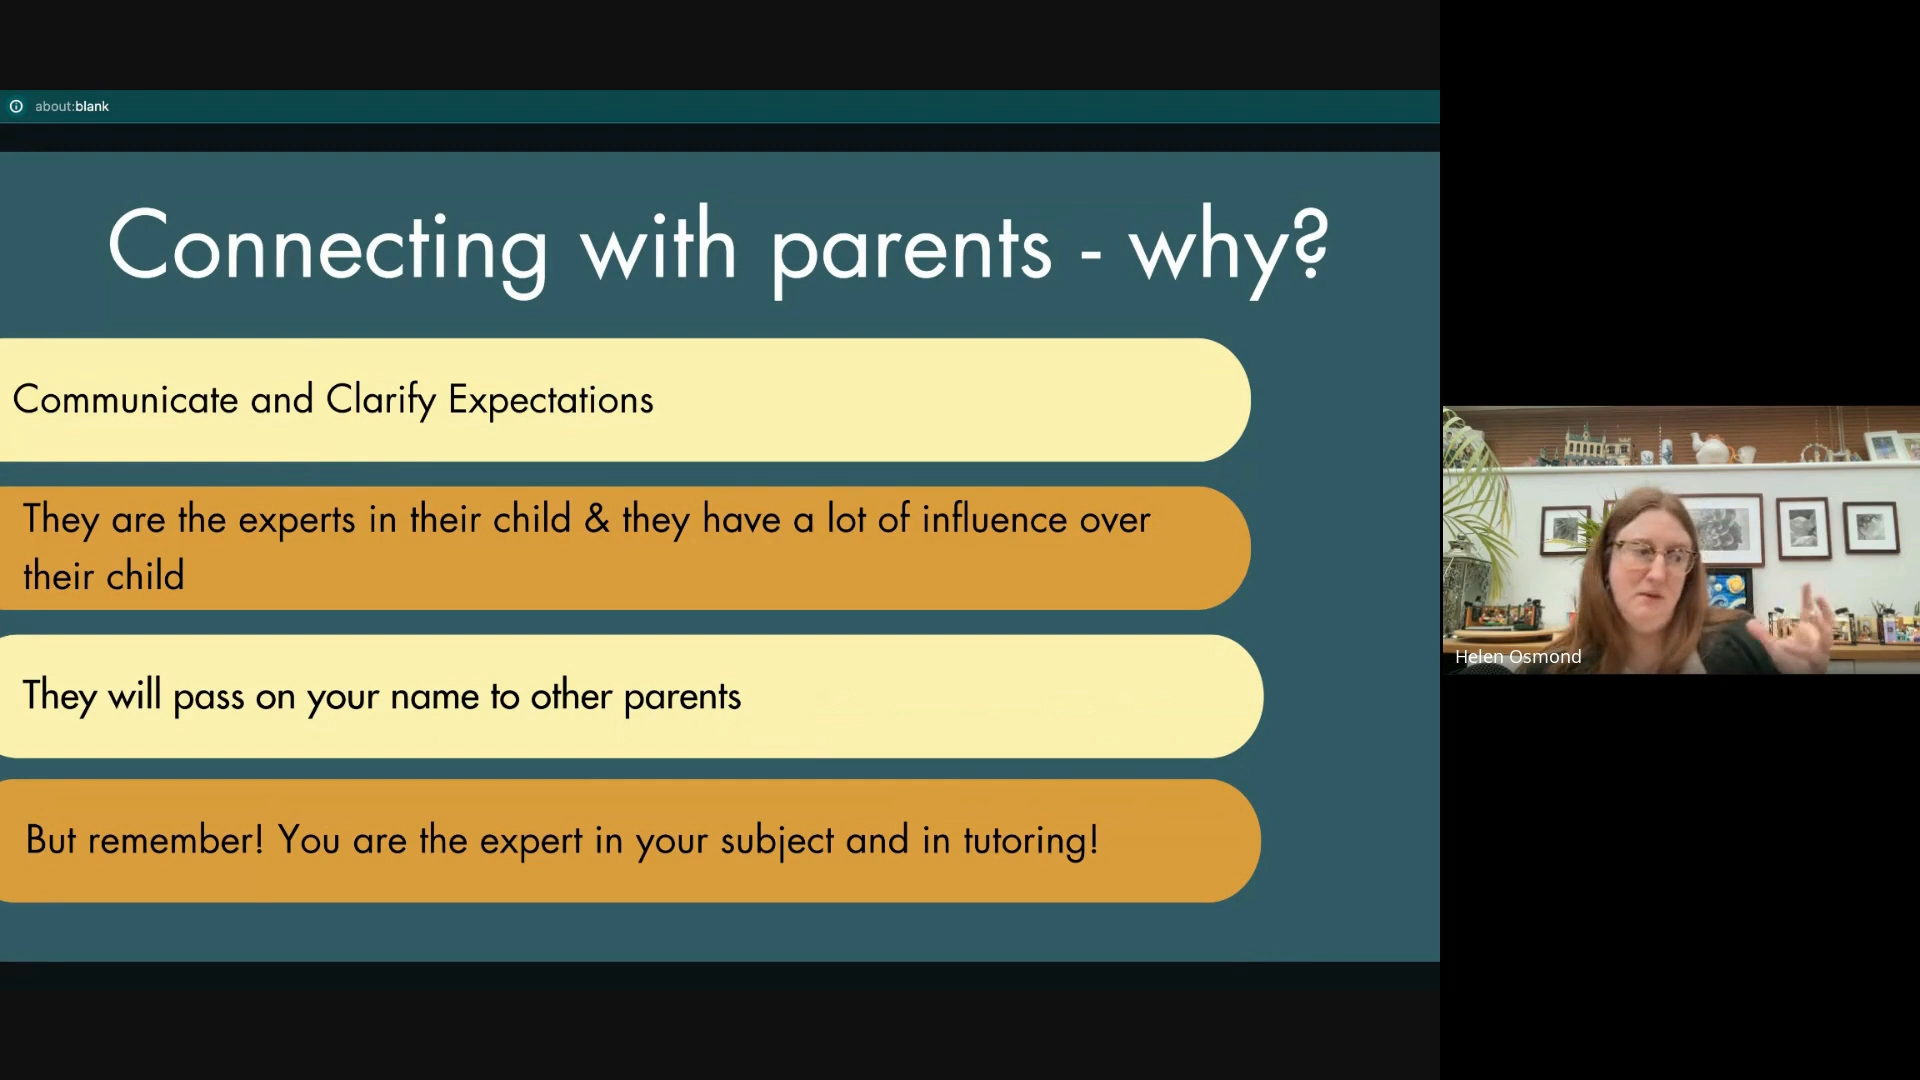 about:blank
Connecting with parents - why?
Communicate and Clarify Expectations
They are the experts in their child & they have a lot of influence over
their child
They will pass on your name to other parents
But remember! You are the expert in your subject and in tutoring!
Helen Osmond